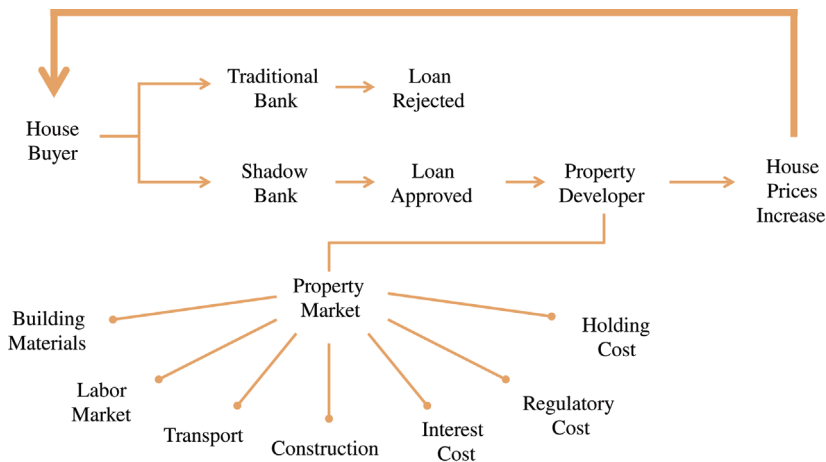 House
Buyer
Traditional
Bank
Loan
Rejected
Shadow
Bank
Loan
Approved
Property
Developer
House
Prices
Increase
Property
Market
Building
Materials
Labor
Market
Transport
Construction
Interest
Cost
Regulatory
Cost
Holding
Cost